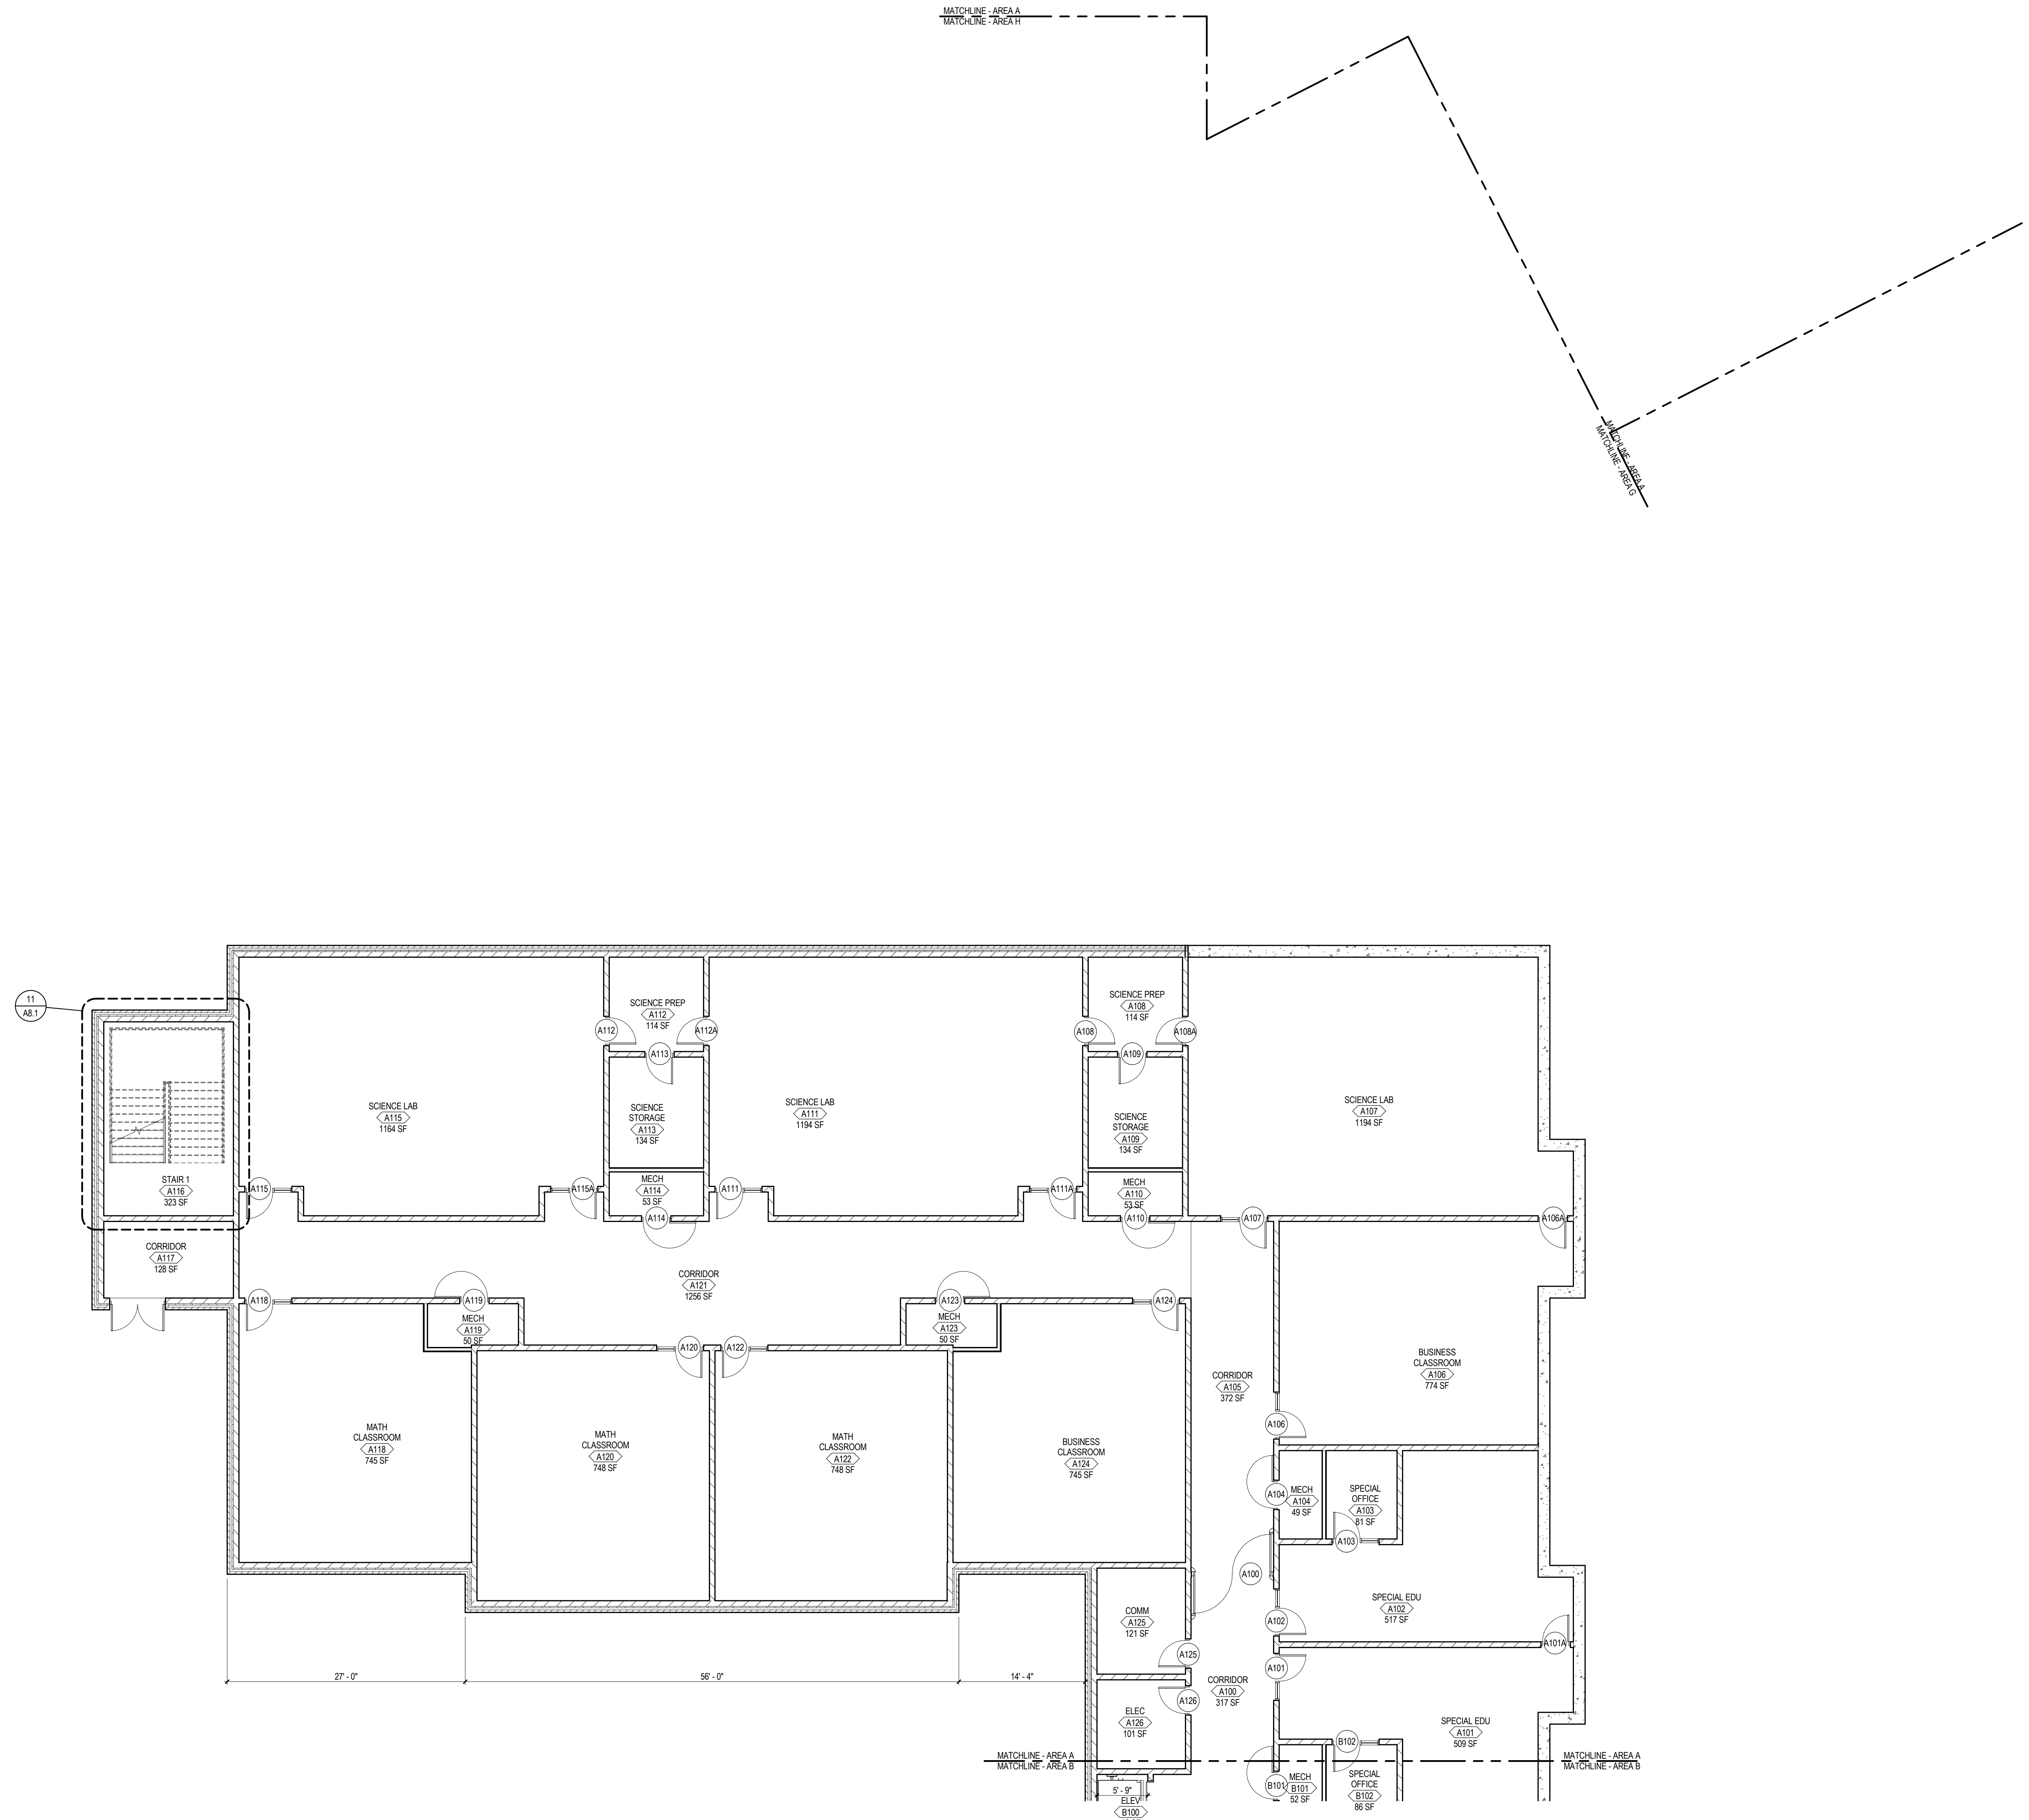 MATCHLINE - AREA A
MATCHLINE - AREA H
MATCHLINE - AREA A
MATCHLINE - AREA G
11
A8.1
SCIENCE PREP
A112
114 SF
SCIENCE PREP
A108
114 SF
A112
A112A
A108
A108A
A113
A109
SCIENCE LAB
A115
1164 SF
SCIENCE
STORAGE
A113
134 SF
SCIENCE LAB
A111
1194 SF
SCIENCE
STORAGE
A109
134 SF
SCIENCE LAB
A107
1194 SF
STAIR 1
A116
323 SF
A115
A115A
MECH
A114
53 SF
A111
A111A
MECH
A110
53 SF
A114
A110
A107
A106A
CORRIDOR
A117
128 SF
CORRIDOR
A121
1256 SF
A118
A119
A123
A124
MECH
A119
50 SF
MECH
A123
50 SF
A120
A122
CORRIDOR
A105
372 SF
BUSINESS
CLASSROOM
A106
774 SF
MATH
CLASSROOM
A118
745 SF
MATH
CLASSROOM
A120
748 SF
MATH
CLASSROOM
A122
748 SF
BUSINESS
CLASSROOM
A124
745 SF
A106
A104
MECH
A104
49 SF
SPECIAL
OFFICE
A103
81 SF
A103
A100
COMM
A125
121 SF
SPECIAL EDU
A102
517 SF
A102
A101A
A125
A101
27' - 0"
56' - 0"
14' - 4"
CORRIDOR
A100
317 SF
A126
ELEC
A126
101 SF
SPECIAL EDU
A101
509 SF
B102
MATCHLINE - AREA A
MATCHLINE - AREA B
MATCHLINE - AREA A
MATCHLINE - AREA B
B101
MECH
B101
52 SF
SPECIAL
OFFICE
B102
86 SF
5' - 9"
ELEV
B100